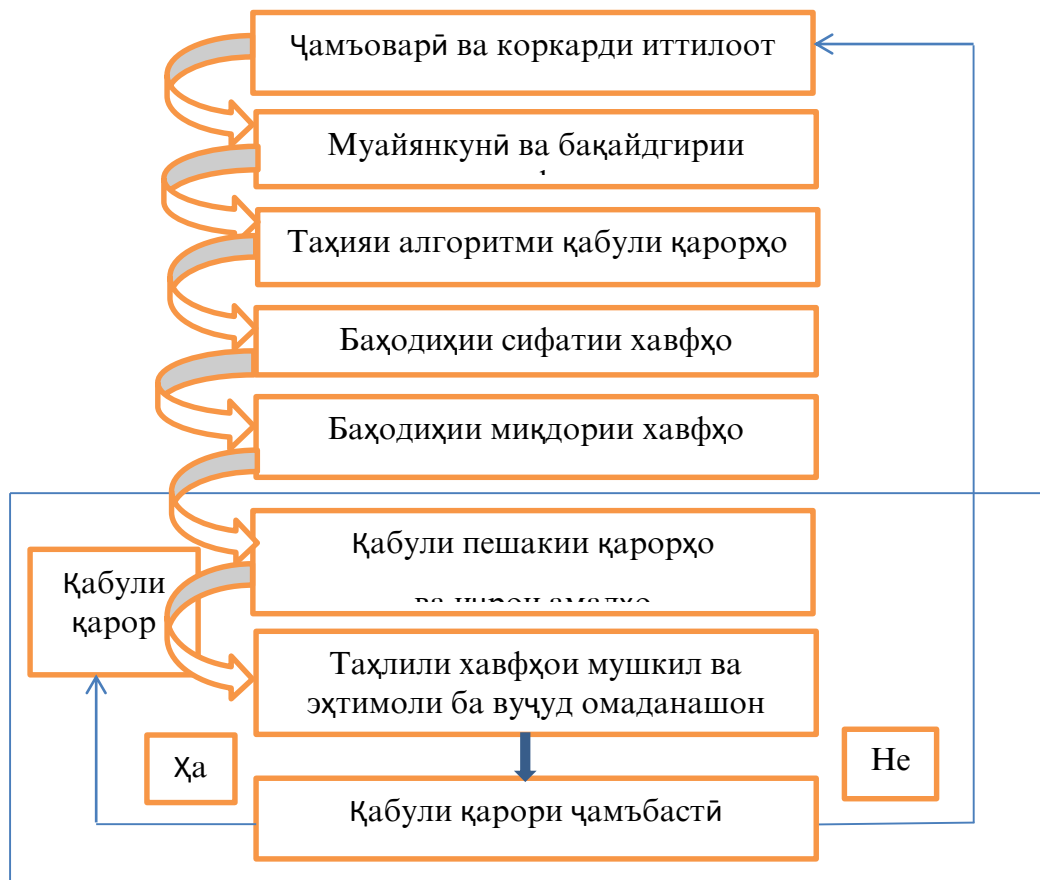 Ҷамъоварӣ ва коркарди иттилоот
Муайянкунӣ ва бақайдгирии
Таҳияи алгоритми қабули қарорҳо
Баҳодиҳии сифатии хавфҳо
Баҳодиҳии миқдории хавфҳо
Қабули пешакии қарорҳо
Қабули
қарор
Таҳлили хавфҳои мушкил ва
эҳтимоли ба вуҷуд омаданашон
Ҳа
Не
Қабули қарори ҷамъбастӣ